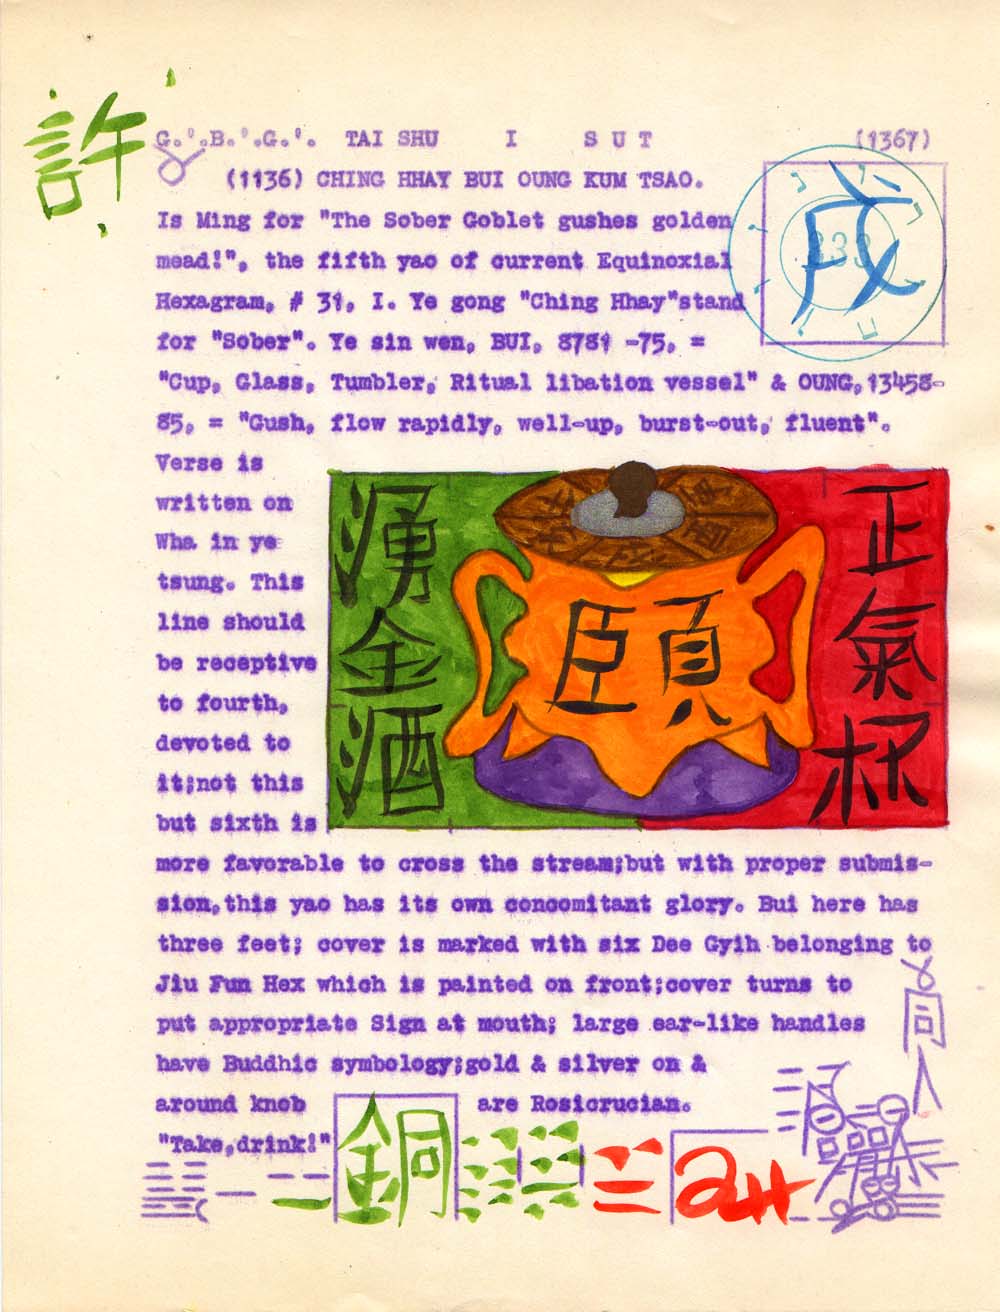 許
G.'.B.'.G.'. TAI SHU I SUT (1367)
(1136) CHING HHAY BUI OUNG KUM TSAO.
戌
Is Ming for "The Sober Goblet gushes golden
mead!", the fifth yao of current Equinoxial
Hexagram, # 31, I. Ye gong "Ching Hhay"stand
for "Sober". Ye sin wen, BUI, 8781 -75, =
"Cup, Glass, Tumbler, Ritual libation vessel" & OUNG, 13458-
85, = "Gush, flow rapidly, well-up, burst-out, fluent".
Verse is
written on
Wha in ye
tsung. This
line should
be receptive
to fourth,
devoted to
it;not this
but sixth is
正氣杯
頤
湧金酒
more favorable to cross the stream;but with proper submis-
sion,this yao has its own concomitant glory. Bui here has
three feet; cover is marked with six Dee Gyih belonging to
Jiu Fun Hex which is painted on front;cover turns to
put appropriate Sign at mouth; large ear-like handles
have Buddhic symbology;gold & silver on &
around knob are Rosicrucian.
"Take,drink!"
銅
同人